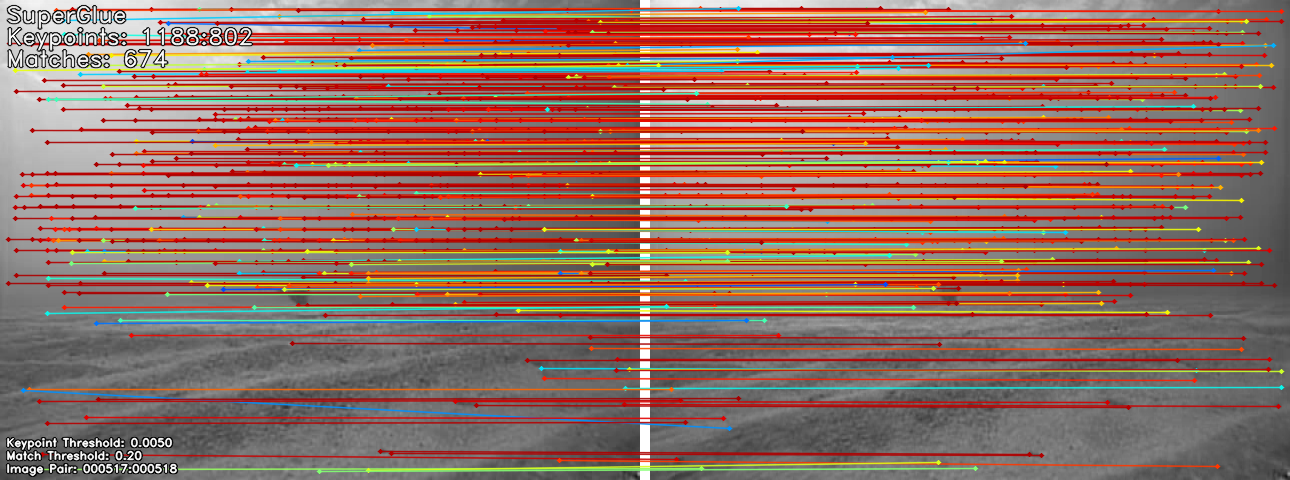 SuperGlue
Keypoints: 1188:802
Matches: 674
Keypoint Threshold: 0.0050
Match Threshold: 0.20
Image Pair: 000517:000518